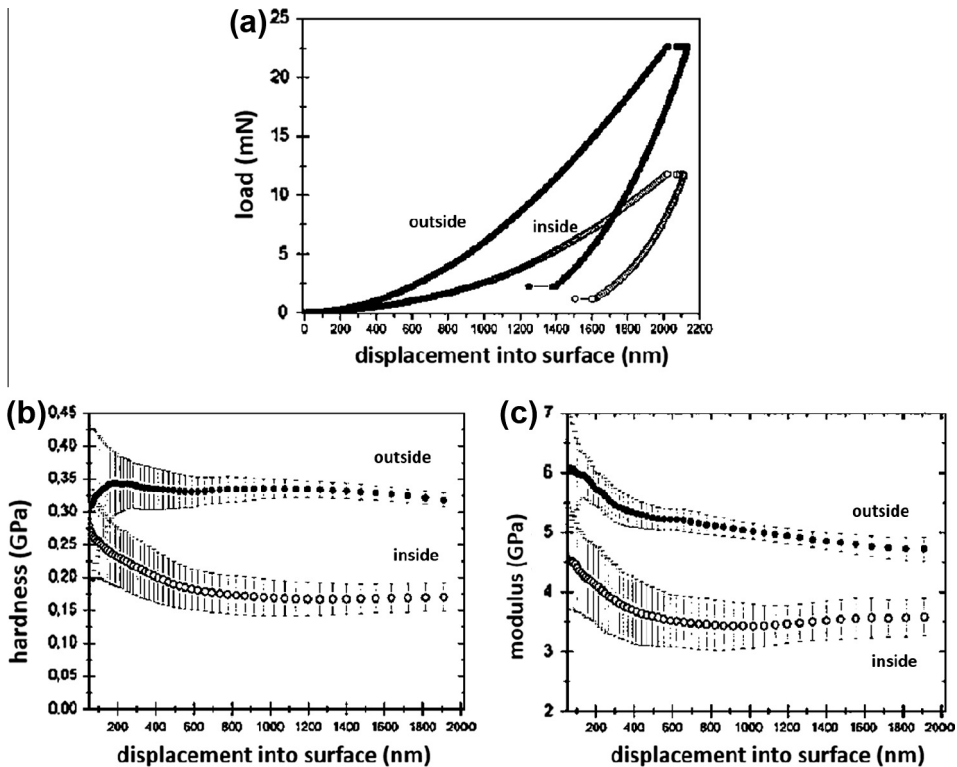 (a)
25
20
15
10
5
0
load (mN)
outside
inside
0 200 400 600 800 1000 1200 1400 1600 1800 2000 2200
displacement into surface (nm)
(b)
0,45
0,40
0,35
0,30
0,25
0,20
0,15
0,10
0,05
0,00
hardness (GPa)
outside
inside
200 400 600 800 1000 1200 1400 1600 1800 2000
displacement into surface (nm)
(c)
7
6
5
4
3
2
modulus (GPa)
outside
inside
200 400 600 800 1000 1200 1400 1600 1800 2000
displacement into surface (nm)